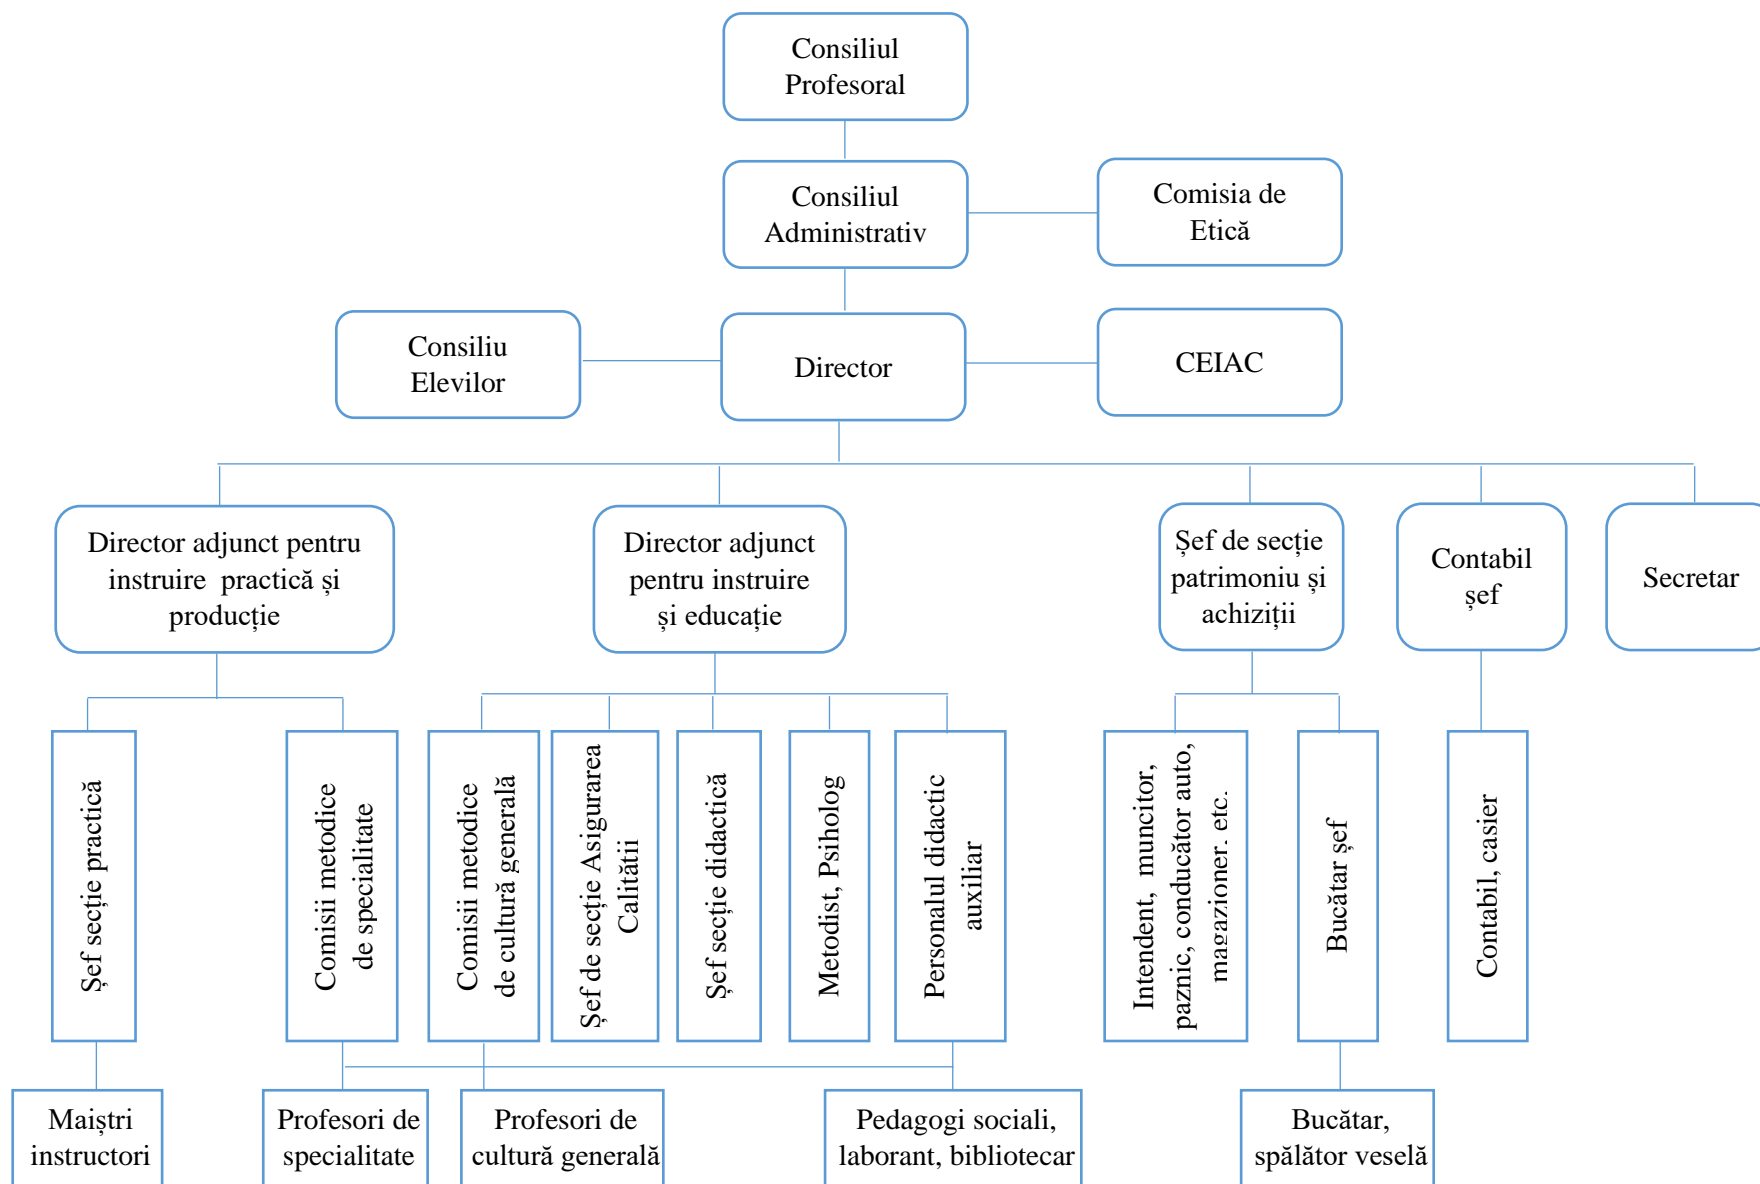 Consiliul
Profesoral
Consiliul
Administrativ
Comisia de
Etică
Consiliu
Elevilor
Director
CEIAC
Director adjunct pentru
instruire practică și
producție
Director adjunct
pentru instruire
și educație
Șef de secție
patrimoniu și
achiziții
Contabil
șef
Secretar
Șef secție practică
Comisii metodice
de specialitate
Comisii metodice
de cultură generală
Șef de secție Asigurarea
Calității
Șef secție didactică
Metodist, Psiholog
Personalul didactic
auxiliar
Intendent, muncitor,
paznic, conducător auto,
magazioner, etc.
Bucătar șef
Contabil, casier
Maiștri
instructori
Profesori de
specialitate
Profesori de
cultură generală
Pedagogi sociali,
laborant, bibliotecar
Bucătar,
spălător veselă